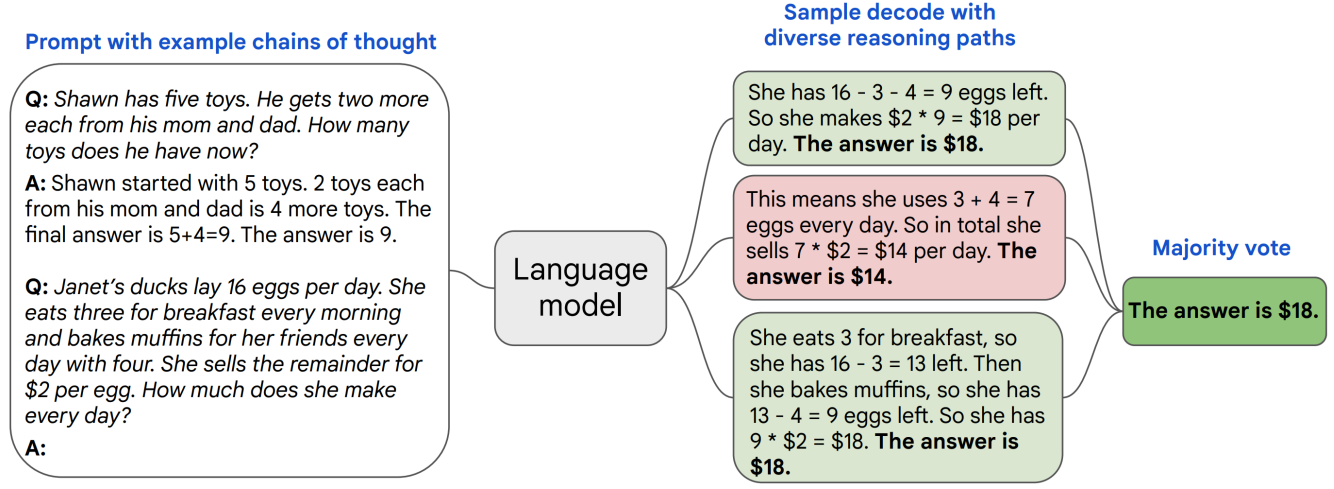 Prompt with example chains of thought
Q: Shawn has five toys. He gets two more
each from his mom and dad. How many
toys does he have now?
A: Shawn started with 5 toys. 2 toys each
from his mom and dad is 4 more toys. The
final answer is 5+4=9. The answer is 9.
Q: Janet’s ducks lay 16 eggs per day. She
eats three for breakfast every morning
and bakes muffins for her friends every
day with four. She sells the remainder for
$2 per egg. How much does she make
every day?
A:
Language
model
Sample decode with
diverse reasoning paths
She has 16 - 3 - 4 = 9 eggs left.
So she makes $2 * 9 = $18 per
day. The answer is $18.
This means she uses 3 + 4 = 7
eggs every day. So in total she
sells 7 * $2 = $14 per day. The
answer is $14.
She eats 3 for breakfast, so
she has 16 - 3 = 13 left. Then
she bakes muffins, so she has
13 - 4 = 9 eggs left. So she has
9 * $2 = $18. The answer is
$18.
Majority vote
The answer is $18.